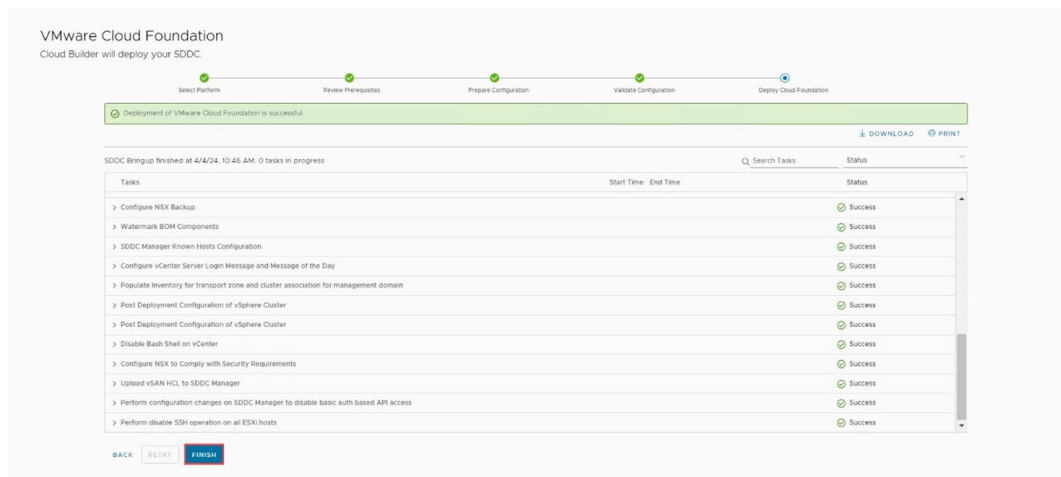 VMware Cloud Foundation
Cloud Builder will deploy your SDDC.
Select Platform Review Prerequisites Prepare Configuration Validate Configuration Deploy Cloud Foundation
Deployment of VMware Cloud Foundation is successful.
DOWNLOAD PRINT
SDDC Bringup finished at 4/4/24, 10:46 AM. 0 tasks in progress Search Tasks Status
Tasks Start Time End Time Status
Configure NSX Backup Success
Watermark BOM Components Success
SDDC Manager Known Hosts Configuration Success
Configure vCenter Server Login Message and Message of the Day Success
Populate Inventory for transport zone and cluster association for management domain Success
Post Deployment Configuration of vSphere Cluster Success
Post Deployment Configuration of vSphere Cluster Success
Disable Bash Shell on vCenter Success
Configure NSX to Comply with Security Requirements Success
Upload vSAN HCL to SDDC Manager Success
Perform configuration changes on SDDC Manager to disable basic auth based API access Success
Perform disable SSH operation on all ESXi hosts Success
BACK RETRY FINISH